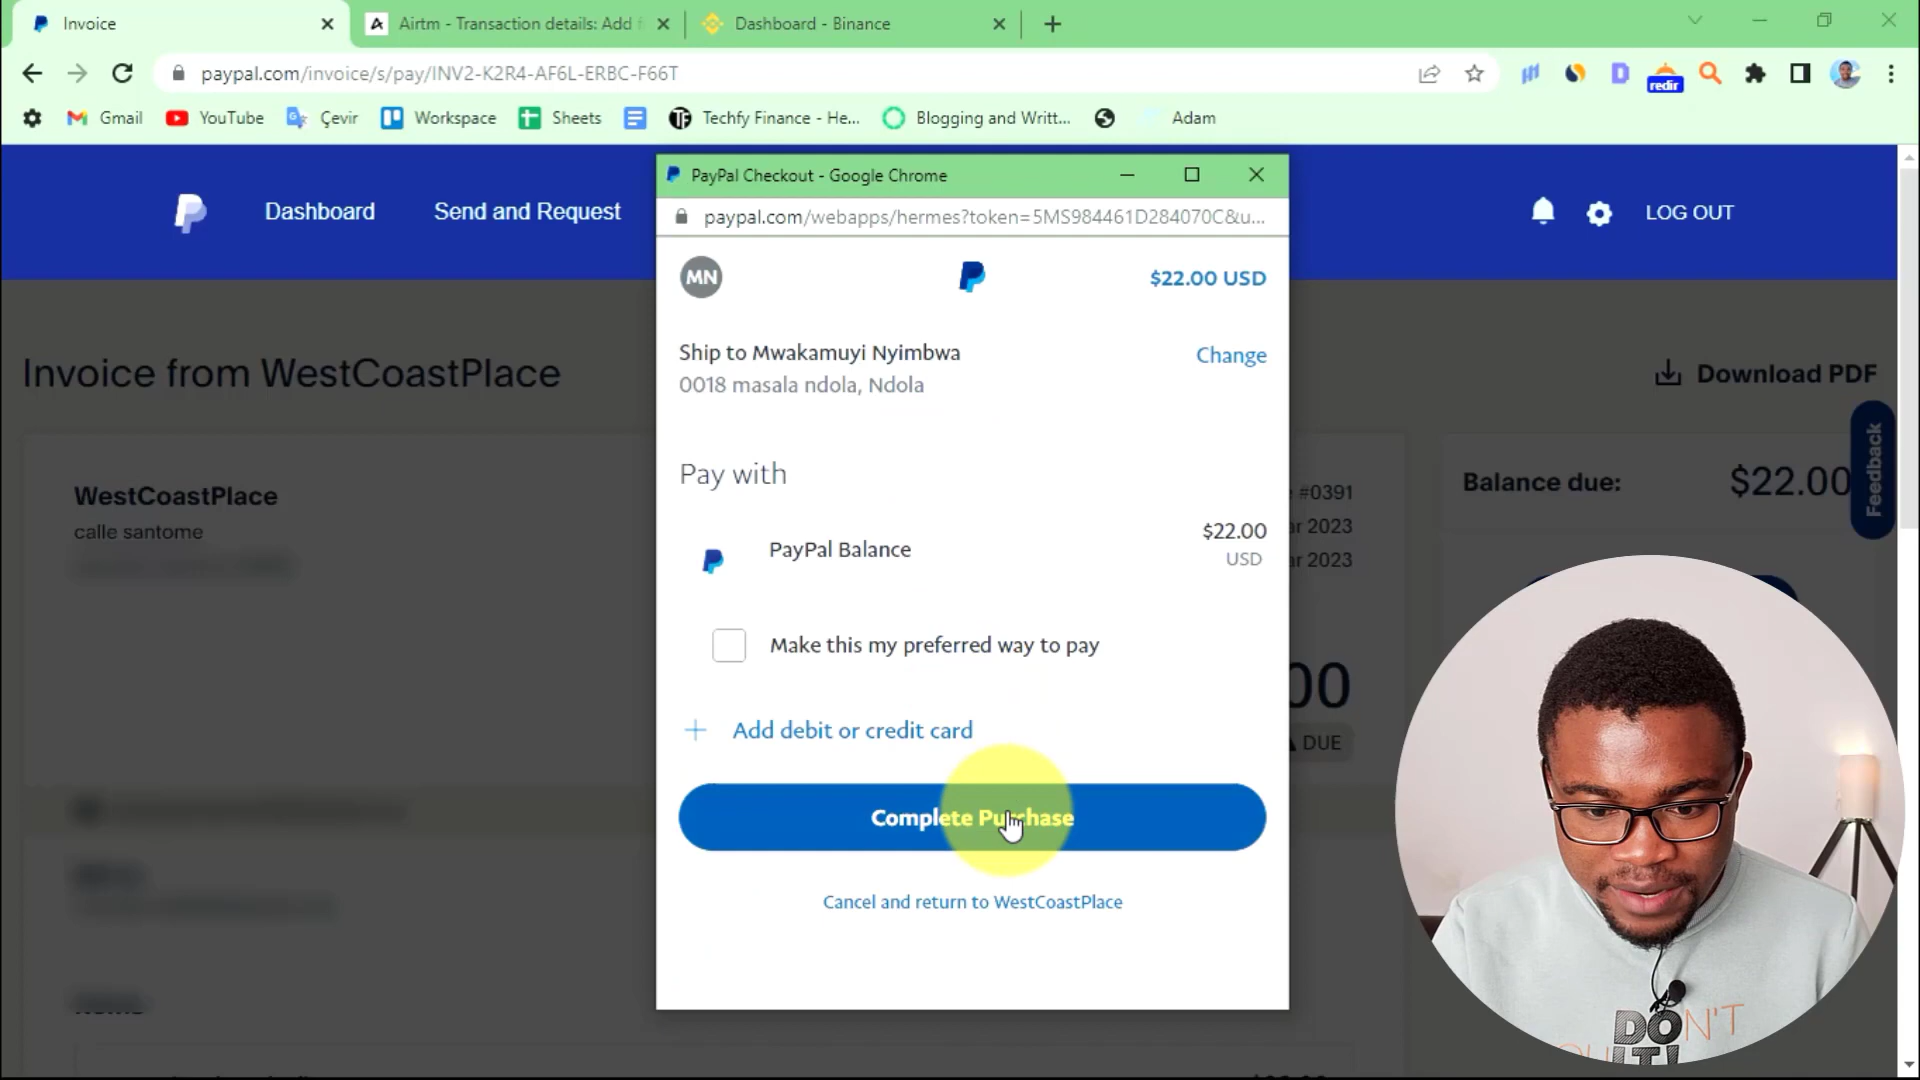 Invoice
Airtm - Transaction details: Add
Dashboard - Binance
paypal.com/invoice/s/pay/INV2-K2R4-AF6L-ERBC-F66T
redir
Gmail
YouTube
Çevir
Workspace
Sheets
Techfy Finance - He...
Blogging and Writt...
Adam
PayPal Checkout - Google Chrome
paypal.com/webapps/hermes?token=5MS984461D284070C&u...
Dashboard
Send and Request
LOG OUT
MN
$22.00 USD
Ship to Mwakamuyi Nyimbwa
Change
0018 masala ndola, Ndola
Invoice from WestCoastPlace
Download PDF
Feedback
WestCoastPlace
calle santome
Pay with
#0391
2023
2023
Balance due:
$22.00
PayPal Balance
$22.00
USD
Make this my preferred way to pay
00
DUE
Add debit or credit card
Complete Purchase
Cancel and return to WestCoastPlace
DON'T